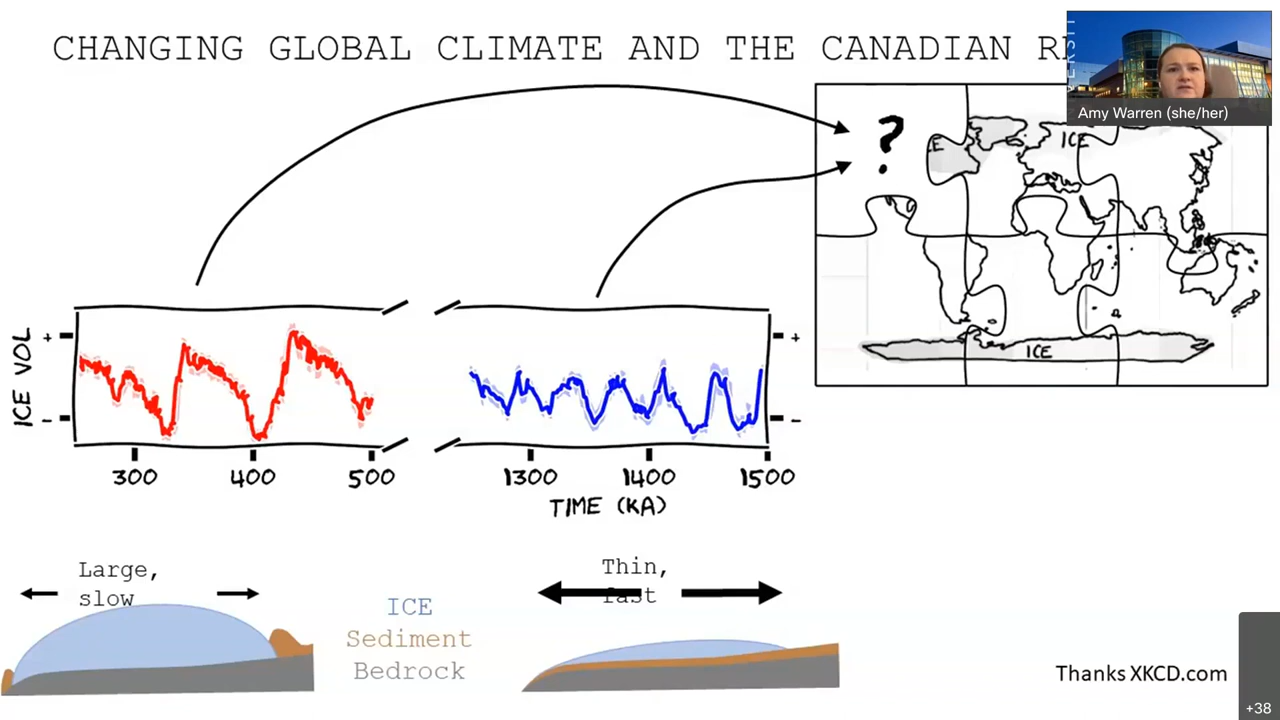 CHANGING GLOBAL CLIMATE AND THE CANADIAN
Amy Warren (she/her)
?
E
ICE
ICE
ICE VOL
+
-
+
-
300
400
500
1300
1400
1500
TIME (KA)
Large,
slow
ICE
Sediment
Bedrock
Thin,
fast
Thanks XKCD.com
+38